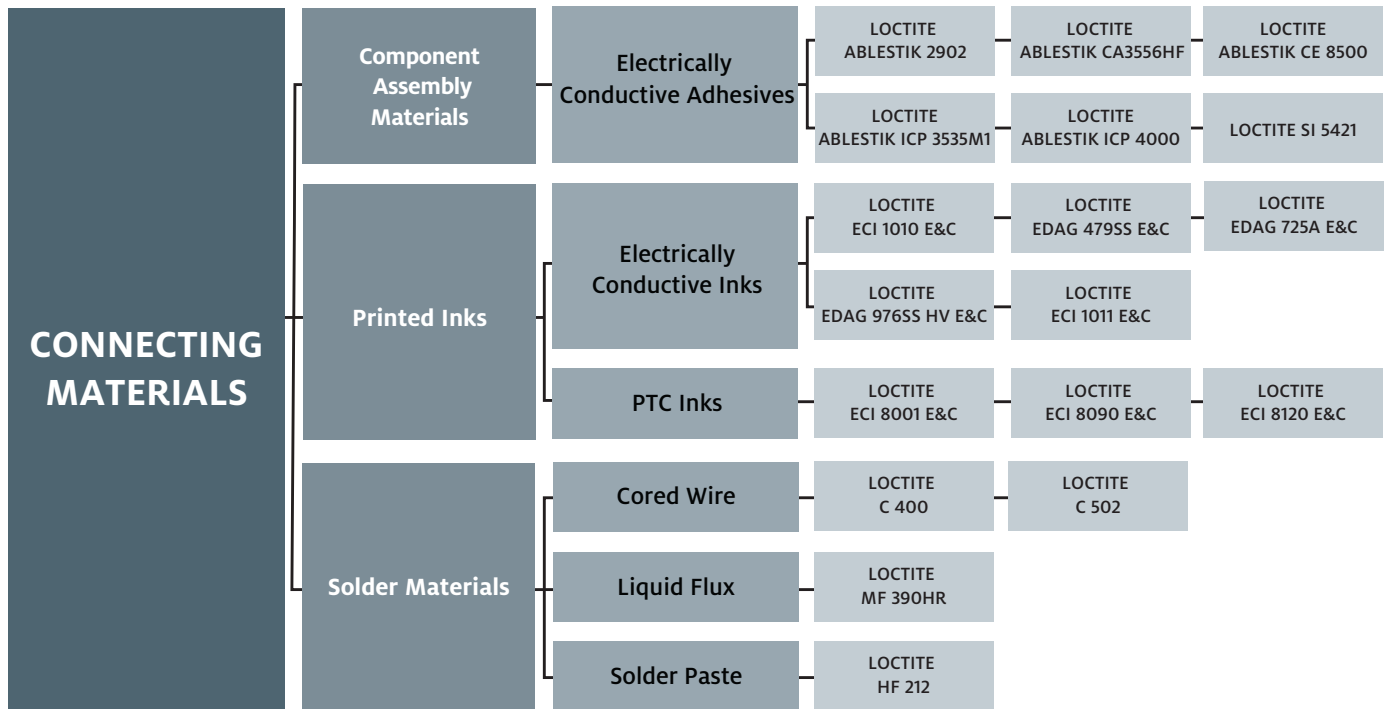 CONNECTING
MATERIALS
Component
Assembly
Materials
Electrically
Conductive Adhesives
LOCTITE
ABLESTIK 2902
LOCTITE
ABLESTIK CA3556HF
LOCTITE
ABLESTIK CE 8500
LOCTITE
ABLESTIK ICP 3535M1
LOCTITE
ABLESTIK ICP 4000
LOCTITE SI 5421
Printed Inks
Electrically
Conductive Inks
LOCTITE
ECI 1010 E&C
LOCTITE
EDAG 479SS E&C
LOCTITE
EDAG 725A E&C
LOCTITE
EDAG 976SS HV E&C
LOCTITE
ECI 1011 E&C
PTC Inks
LOCTITE
ECI 8001 E&C
LOCTITE
ECI 8090 E&C
LOCTITE
ECI 8120 E&C
Solder Materials
Cored Wire
LOCTITE
C 400
LOCTITE
C 502
Liquid Flux
LOCTITE
MF 390HR
Solder Paste
LOCTITE
HF 212